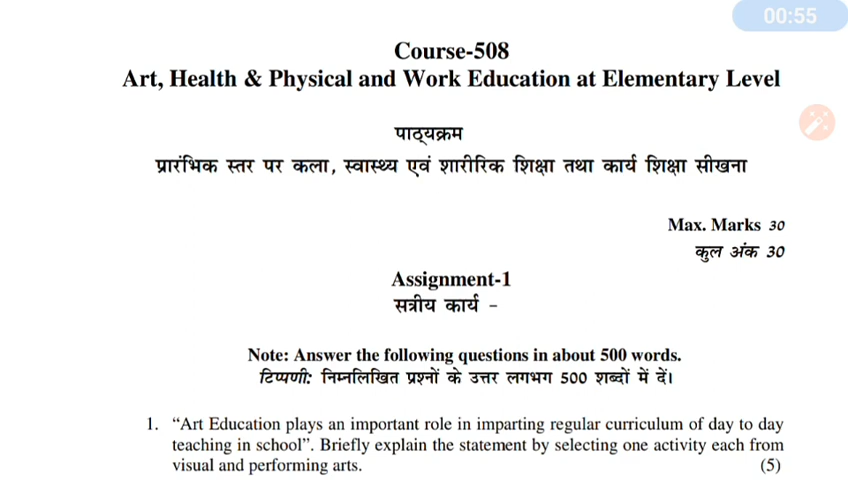 00:55
Course-508
Art, Health & Physical and Work Education at Elementary Level
पाठ्यक्रम
प्रारंभिक स्तर पर कला, स्वास्थ्य एवं शारीरिक शिक्षा तथा कार्य शिक्षा सीखना
Max. Marks 30
कुल अंक 30
Assignment-1
सत्रीय कार्य -
Note: Answer the following questions in about 500 words.
टिप्पणी: निम्नलिखित प्रश्नों के उत्तर लगभग 500 शब्दों में दें।
1. “Art Education plays an important role in imparting regular curriculum of day to day
teaching in school”. Briefly explain the statement by selecting one activity each from
visual and performing arts. (5)